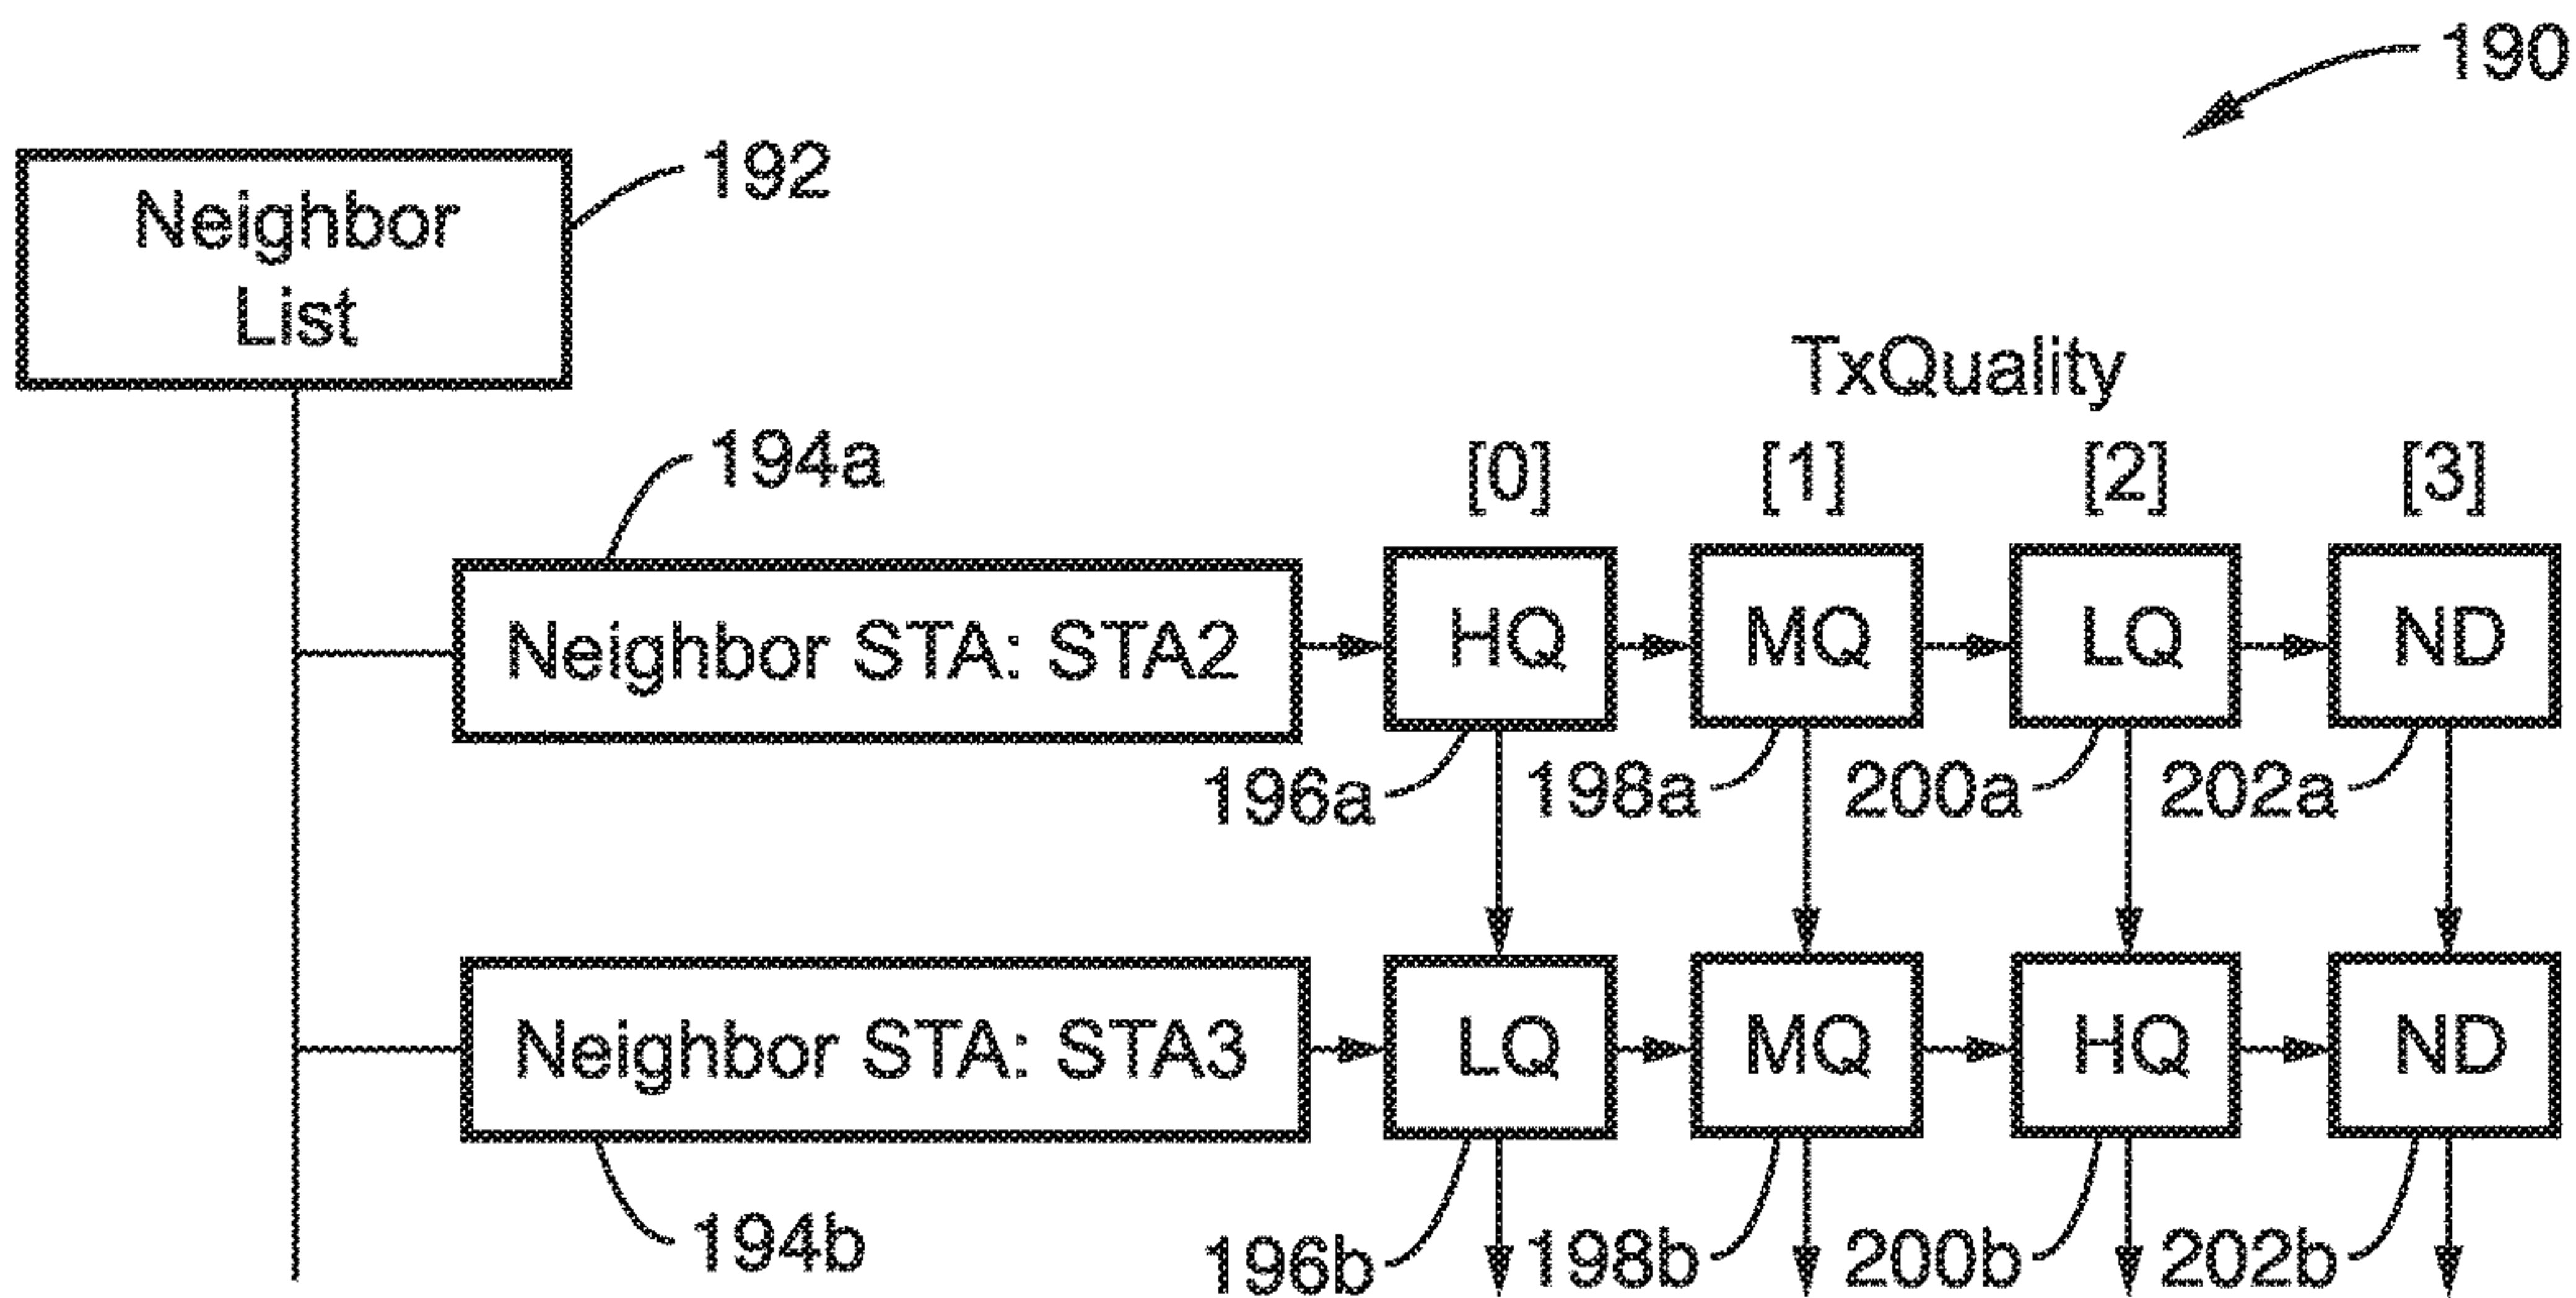 190
192
Neighbor
List
TxQuality
194a
[0] [1] [2] [3]
Neighbor STA: STA2 HQ MQ LQ ND
196a 198a 200a 202a
Neighbor STA: STA3 LQ MQ HQ ND
194b 196b 198b 200b 202b